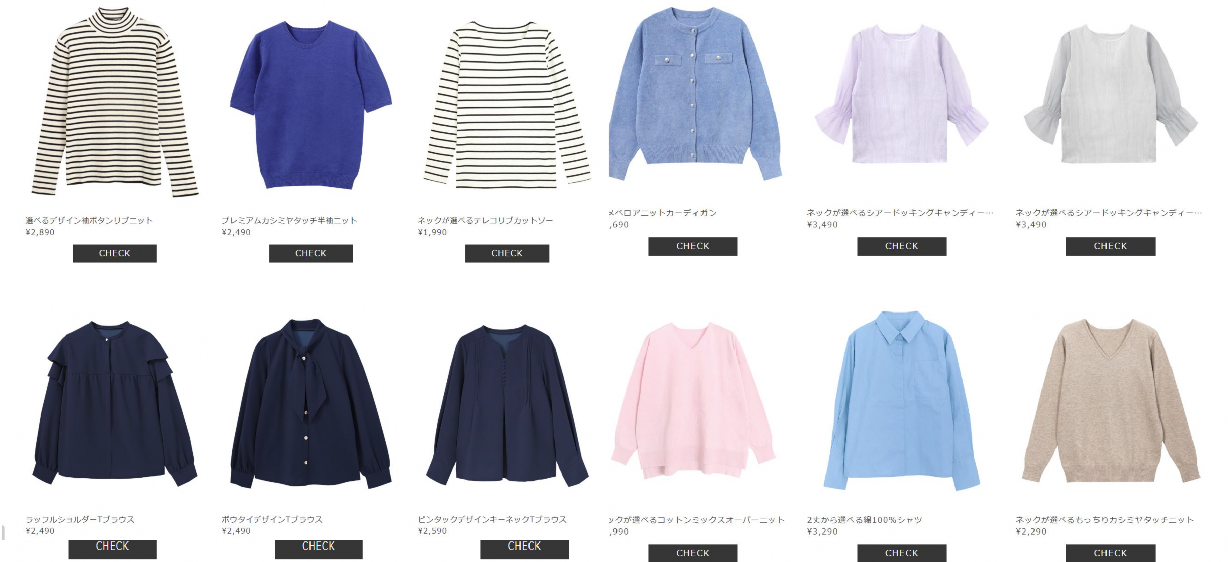 選べるデザイン袖ボタンリブニット
¥2,890
CHECK
プレミアムカシミヤタッチ半袖ニット
¥2,490
CHECK
ネックが選べるテレコリブカットソー
¥1,990
CHECK
メベロアニットカーディガン
,690
CHECK
ネックが選べるシアードッキングキャンディー…
¥3,490
CHECK
ネックが選べるシアードッキングキャンディー…
¥3,490
CHECK
ラッフルショルダーTブラウス
¥2,490
CHECK
ボウタイデザインTブラウス
¥2,490
CHECK
ピンタックデザインキーネックTブラウス
¥2,590
CHECK
ックが選べるコットンミックスオーバーニット
,990
CHECK
2丈から選べる綿100%シャツ
¥3,290
CHECK
ネックが選べるもっちりカシミヤタッチニット
¥2,290
CHECK